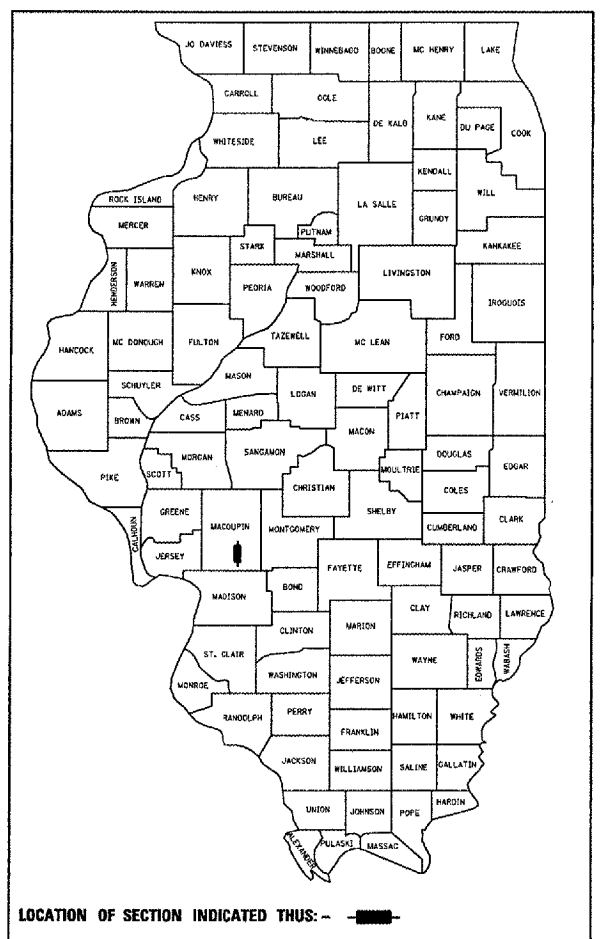 JO DAVIESS STEVENSON WINNEBAGO BOONE MC HENRY LAKE
CARROLL OGLE
DE KALB KANE
DU PAGE COOK
WHITESIDE LEE
KENDALL
WILL
ROCK ISLAND HENRY BUREAU LA SALLE
GRUNDY
MERCER
PUTNAM
STARK
MARSHALL
KAHKAKEE
HENDERSON WARREN KNOX
PEORIA WOODFORD LIVINGSTON
IROQUOIS
HANCOCK MC DONOUGH FULTON TAZEWELL MC LEAN FORD
MASON
SCHUYLER LOGAN DE WITT CHAMPAIGN VERMILION
ADAMS BROWN CASS MENARD PIATT
MACON
MORGAN SANGAMON
DOUGLAS
MOULTRIE EDGAR
PIKE SCOTT CHRISTIAN COLES
SHELBY
GREENE CLARK
CALHOUN MACOUPIN MONTGOMERY CUMBERLAND
JERSEY FAYETTE EFFINGHAM JASPER CRAWFORD
MADISON BOND
CLAY RICHLAND LAWRENCE
MARION
CLINTON
ST. CLAIR WAYNE EDWARDS WABASH
WASHINGTON JEFFERSON
MONROE
RANDOLPH PERRY HAMILTON WHITE
FRANKLIN
JACKSON WILLIAMSON SALINE GALLATIN
UNION JOHNSON POPE HARDIN
ALEXANDER PULASKI MASSAC
LOCATION OF SECTION INDICATED THUS:-